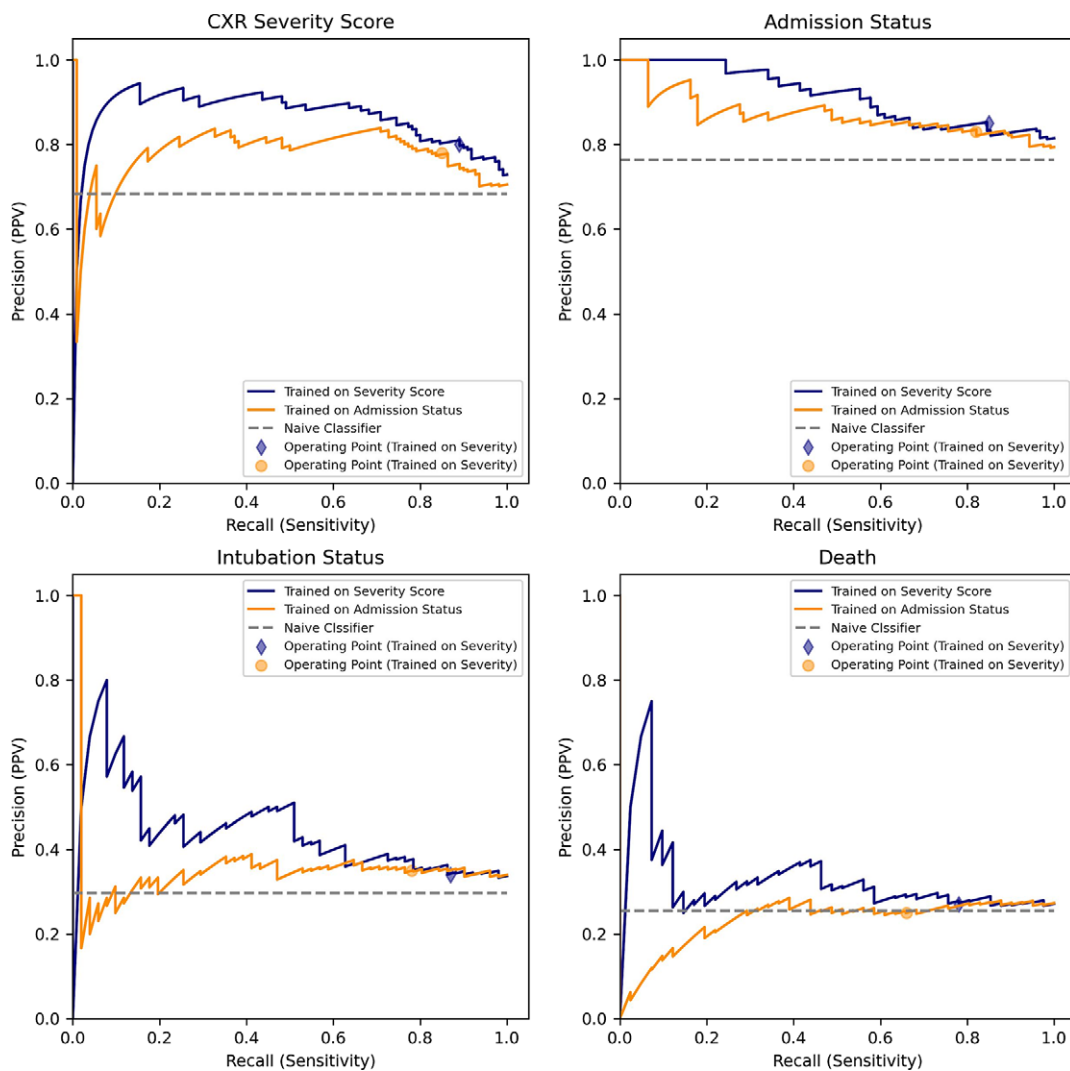 CXR Severity Score
1.0
0.8
0.6
0.4
0.2
0.0
Precision (PPV)
Trained on Severity Score
Trained on Admission Status
Naive Classifer
Operating Point (Trained on Severity)
Operating Point (Trained on Severity)
0.0 0.2 0.4 0.6 0.8 1.0
Recall (Sensitivity)
Admission Status
1.0
0.8
0.6
0.4
0.2
0.0
Precision (PPV)
Trained on Severity Score
Trained on Admission Status
Naive Classifer
Operating Point (Trained on Severity)
Operating Point (Trained on Severity)
0.0 0.2 0.4 0.6 0.8 1.0
Recall (Sensitivity)
Intubation Status
1.0
0.8
0.6
0.4
0.2
0.0
Precision (PPV)
Trained on Severity Score
Trained on Admission Status
Naive Clssifier
Operating Point (Trained on Severity)
Operating Point (Trained on Severity)
0.0 0.2 0.4 0.6 0.8 1.0
Recall (Sensitivity)
Death
1.0
0.8
0.6
0.4
0.2
0.0
Precision (PPV)
Trained on Severity Score
Trained on Admission Status
Naive Clssifier
Operating Point (Trained on Severity)
Operating Point (Trained on Severity)
0.0 0.2 0.4 0.6 0.8 1.0
Recall (Sensitivity)